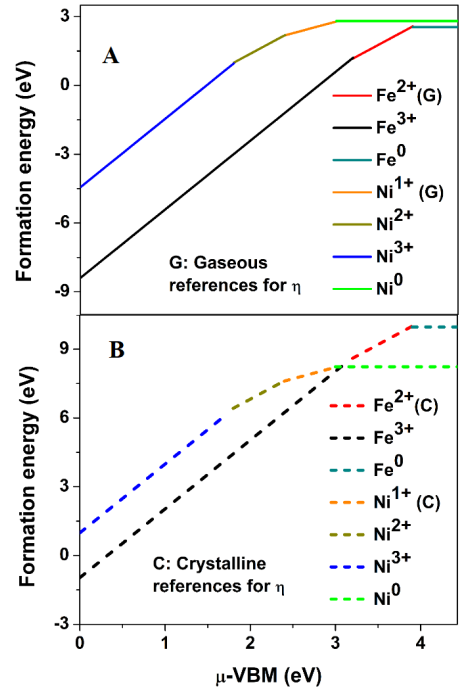 A
Formation energy (eV)
3
0
-3
-6
-9
Fe2+ (G)
Fe3+
Fe0
Ni1+ (G)
Ni2+
Ni3+
Ni0
G: Gaseous
references for η
B
Formation energy (eV)
9
6
3
0
-3
Fe2+ (C)
Fe3+
Fe0
Ni1+ (C)
Ni2+
Ni3+
Ni0
C: Crystalline
references for η
0 1 2 3 4
μ-VBM (eV)